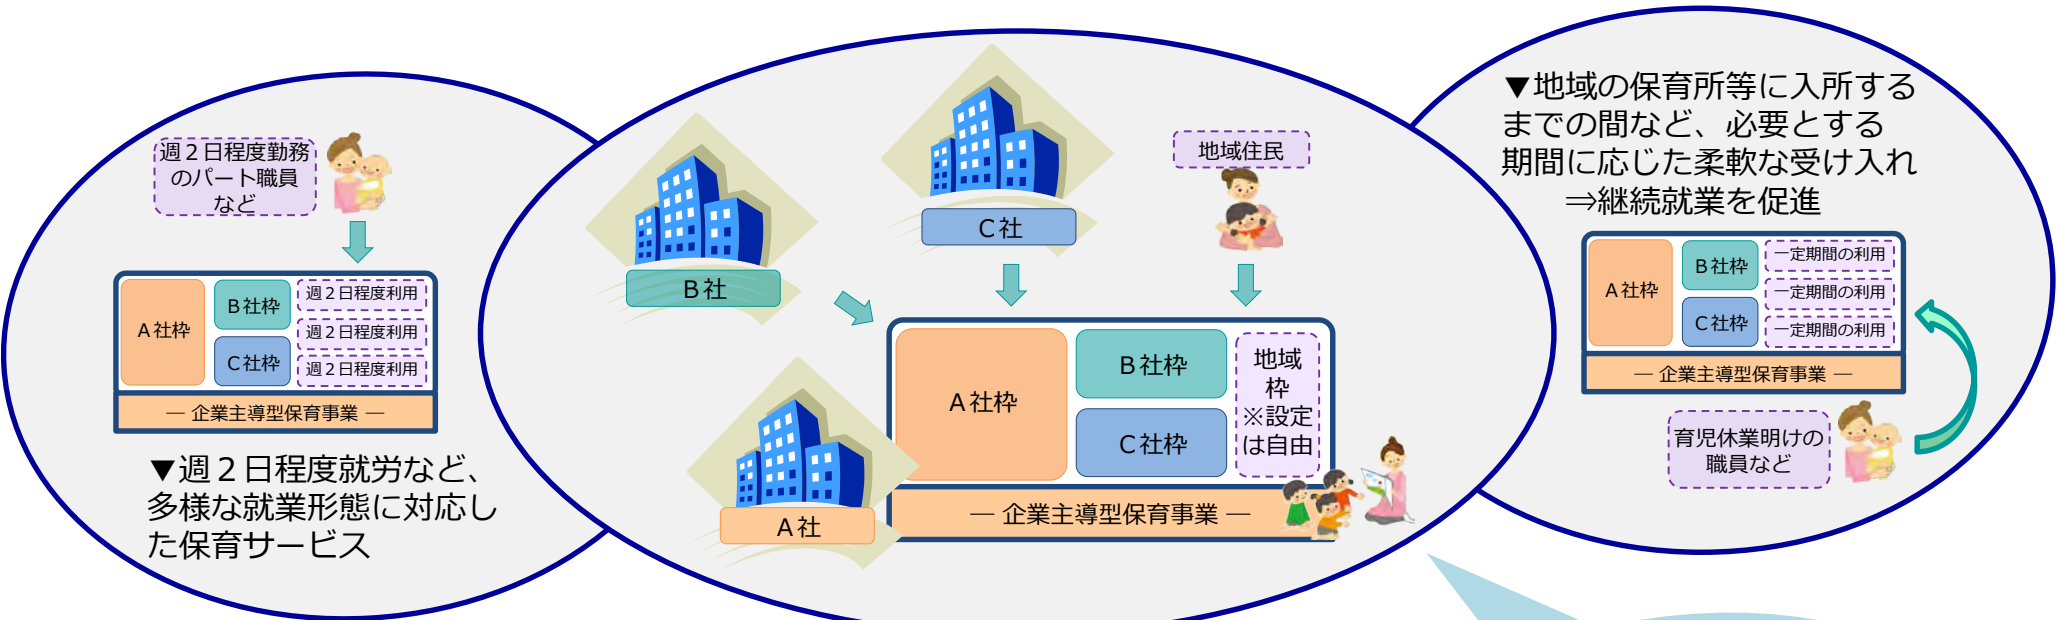 週２日程度勤務
のパート職員
など
Ａ社枠
Ｂ社枠
Ｃ社枠
週２日程度利用
週２日程度利用
週２日程度利用
― 企業主導型保育事業 ―
▼週２日程度就労など、
多様な就業形態に対応し
た保育サービス
Ｂ社
Ｃ社
地域住民
Ａ社
Ａ社枠
Ｂ社枠
Ｃ社枠
地域
枠
※設定
は自由
― 企業主導型保育事業 ―
▼地域の保育所等に入所する
までの間など、必要とする
期間に応じた柔軟な受け入れ
⇒継続就業を促進
Ａ社枠
Ｂ社枠
Ｃ社枠
一定期間の利用
一定期間の利用
一定期間の利用
― 企業主導型保育事業 ―
育児休業明けの
職員など